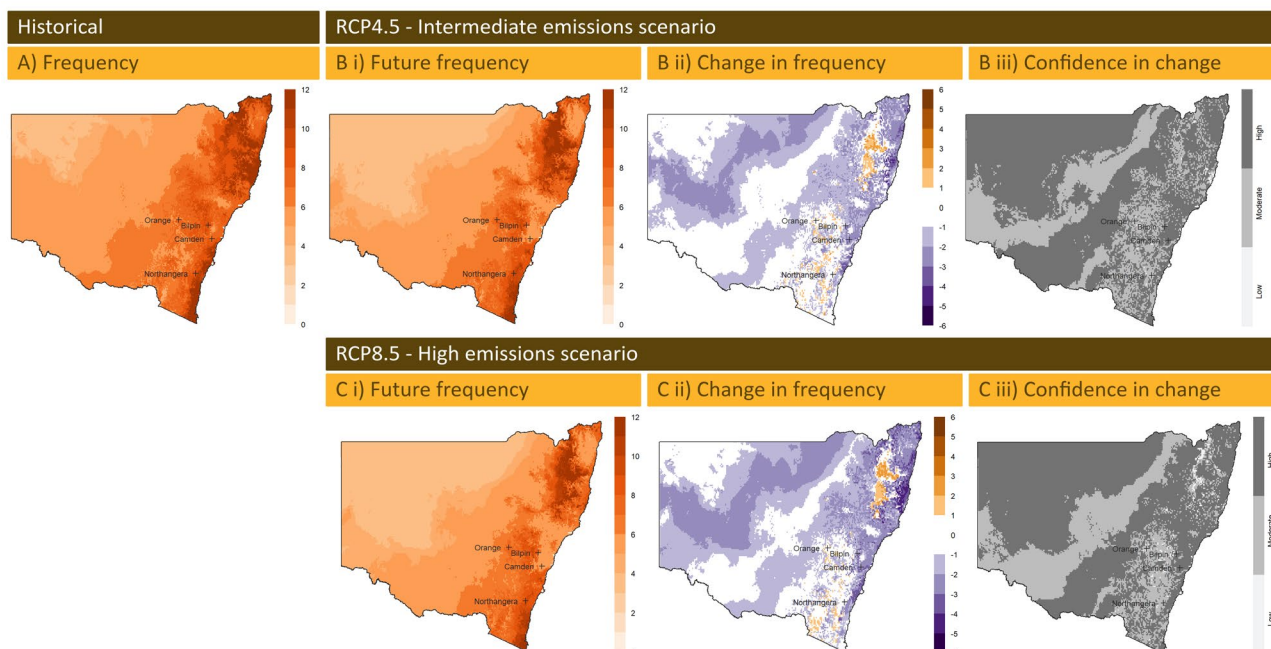 Historical
RCP4.5 - Intermediate emissions scenario
A) Frequency
B i) Future frequency
B ii) Change in frequency
B iii) Confidence in change
12
10
8
6
4
2
0
Orange
Bilpin
Camden
Northangera
12
10
8
6
4
2
0
Orange
Bilpin
Camden
Northangera
6
5
4
3
2
1
0
-1
-2
-3
-4
-5
-6
Orange
Bilpin
Camden
Northangera
High
Moderate
Low
Orange
Bilpin
Camden
Northangera
RCP8.5 - High emissions scenario
C i) Future frequency
C ii) Change in frequency
C iii) Confidence in change
12
10
8
6
4
2
Orange
Bilpin
Camden
Northangera
6
5
4
3
2
1
0
-1
-2
-3
-4
-5
Orange
Bilpin
Camden
Northangera
High
Moderate
Low
Orange
Bilpin
Camden
Northangera